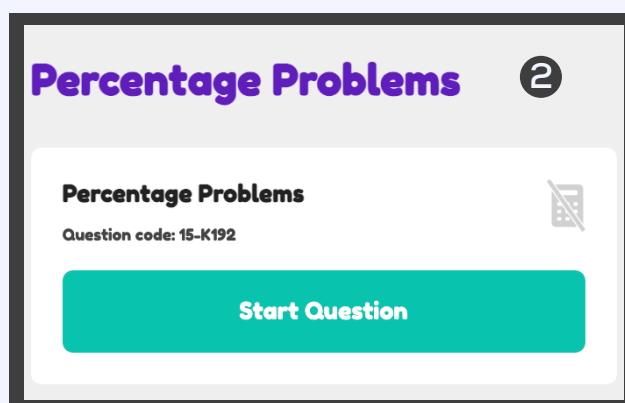 Percentage Problems 2
Percentage Problems
Question code: 15-K192
Start Question